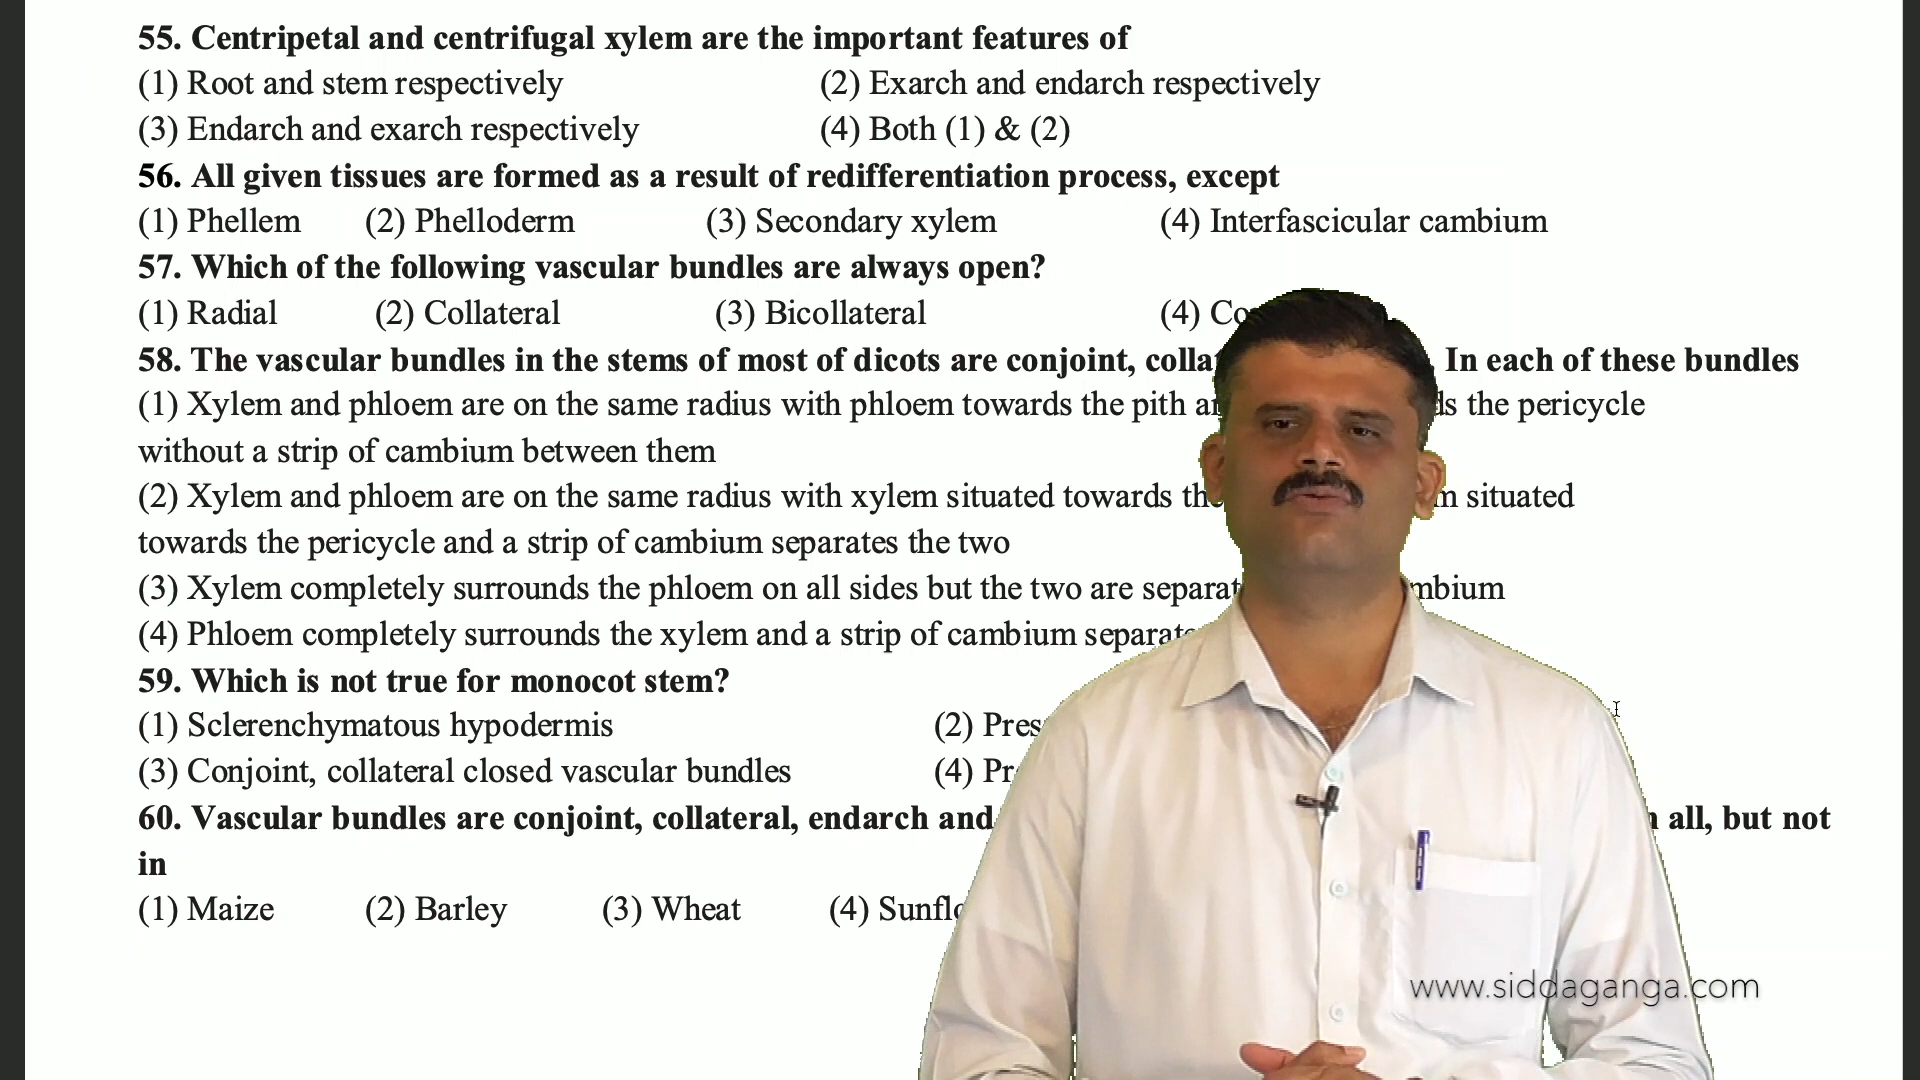 55. Centripetal and centrifugal xylem are the important features of
(1) Root and stem respectively (2) Exarch and endarch respectively
(3) Endarch and exarch respectively (4) Both (1) & (2)
56. All given tissues are formed as a result of redifferentiation process, except
(1) Phellem (2) Phelloderm (3) Secondary xylem (4) Interfascicular cambium
57. Which of the following vascular bundles are always open?
(1) Radial (2) Collateral (3) Bicollateral (4)
58. The vascular bundles in the stems of most of dicots are conjoint, In each of these bundles
(1) Xylem and phloem are on the same radius with phloem towards the pith the pericycle
without a strip of cambium between them
(2) Xylem and phloem are on the same radius with xylem situated towards situated
towards the pericycle and a strip of cambium separates the two
(3) Xylem completely surrounds the phloem on all sides but the two are
(4) Phloem completely surrounds the xylem and a strip of cambium
59. Which is not true for monocot stem?
(1) Sclerenchymatous hypodermis (2)
(3) Conjoint, collateral closed vascular bundles (4)
60. Vascular bundles are conjoint, collateral, endarch and all, but not
in
(1) Maize (2) Barley (3) Wheat (4)
www.siddaganga.com